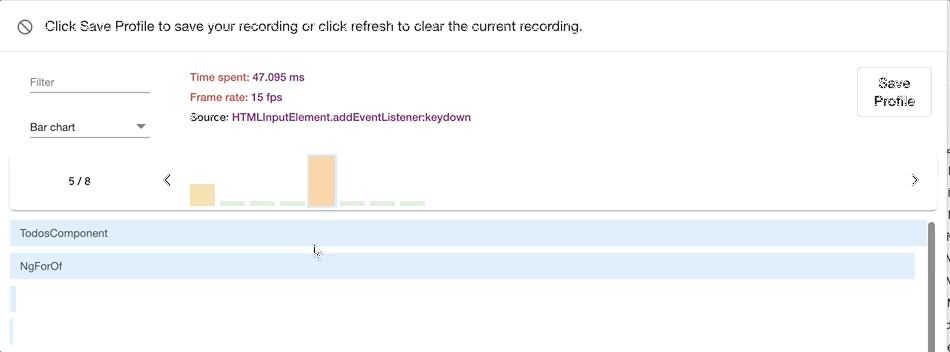 Click Save Profile to save your recording or click refresh to clear the current recording.
Filter
Time spent: 47.095 ms
Frame rate: 15 fps
Source: HTMLInputElement.addEventListener:keydown
Save
Profile
Bar chart
5 / 8
TodosComponent
NgForOf